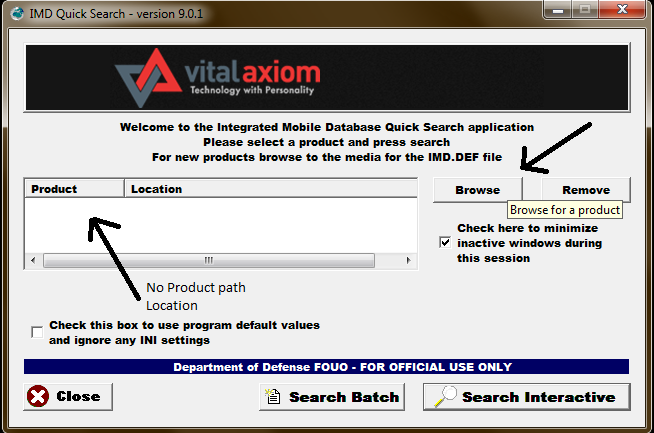 IMD Quick Search - version 9.0.1
vitalaxiom
Technology with Personality
Welcome to the Integrated Mobile Database Quick Search application
Please select a product and press search
For new products browse to the media for the IMD.DEF file
Product Location
Browse Remove
Browse for a product
Check here to minimize
inactive windows during
this session
No Product path
Location
Check this box to use program default values
and ignore any INI settings
Department of Defense FOUO - FOR OFFICIAL USE ONLY
Close Search Batch Search Interactive